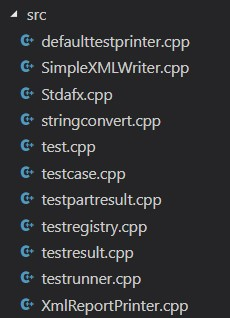 src
defaulttestprinter.cpp
SimpleXMLWriter.cpp
Stdafx.cpp
stringconvert.cpp
test.cpp
testcase.cpp
testpartresult.cpp
testregistry.cpp
testresult.cpp
testrunner.cpp
XmlReportPrinter.cpp